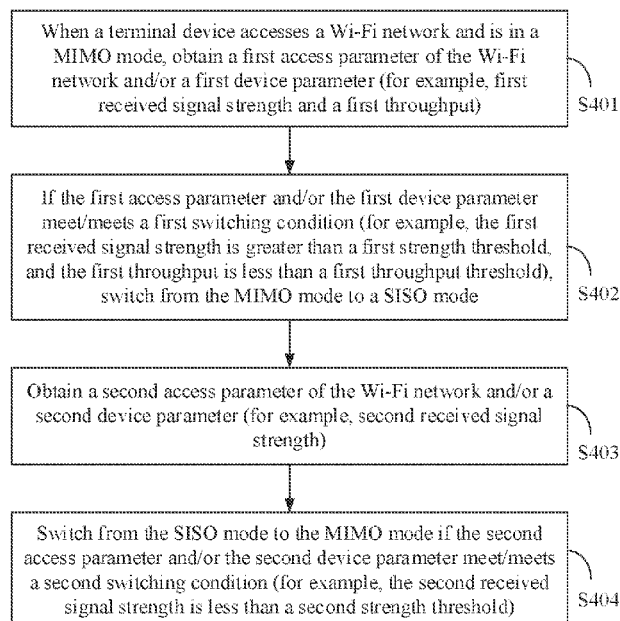 When a terminal device accesses a Wi-Fi network and is in a
MIMO mode, obtain a first access parameter of the Wi-Fi
network and/or a first device parameter (for example, first
received signal strength and a first throughput)
S401
If the first access parameter and/or the first device parameter
meet/meets a first switching condition (for example, the first
received signal strength is greater than a first strength threshold,
and the first throughput is less than a first throughput threshold),
switch from the MIMO mode to a SISO mode
S402
Obtain a second access parameter of the Wi-Fi network and/or a
second device parameter (for example, second received signal
strength)
S403
Switch from the SISO mode to the MIMO mode if the second
access parameter and/or the second device parameter meet/meets
a second switching condition (for example, the second received
signal strength is less than a second strength threshold)
S404